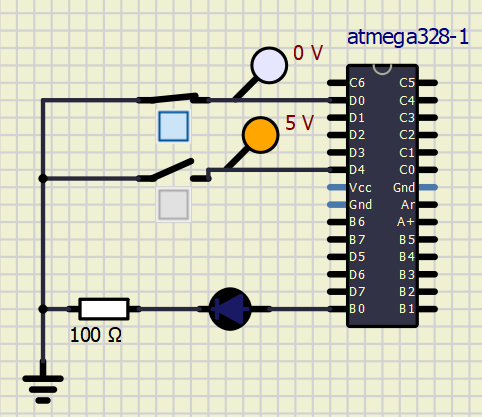 atmega328-1
0 V
5 V
C6 C5
D0 C4
D1 C3
D2 C2
D3 C1
D4 C0
Vcc Gnd
Gnd Ar
B6 A+
B7 B5
D5 B4
D6 B3
D7 B2
B0 B1
100 Ω